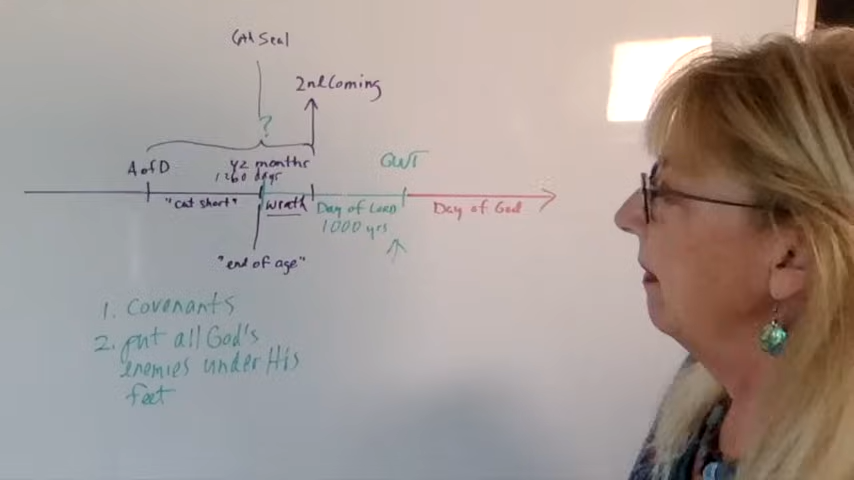 6th Seal
2nd Coming
?
A of D
42 months
1260 days
GWT
"cut short"
wrath
Day of Lord
1000 yrs
Day of God
"end of age"
1. Covenants
2. put all God's
enemies under His
feet